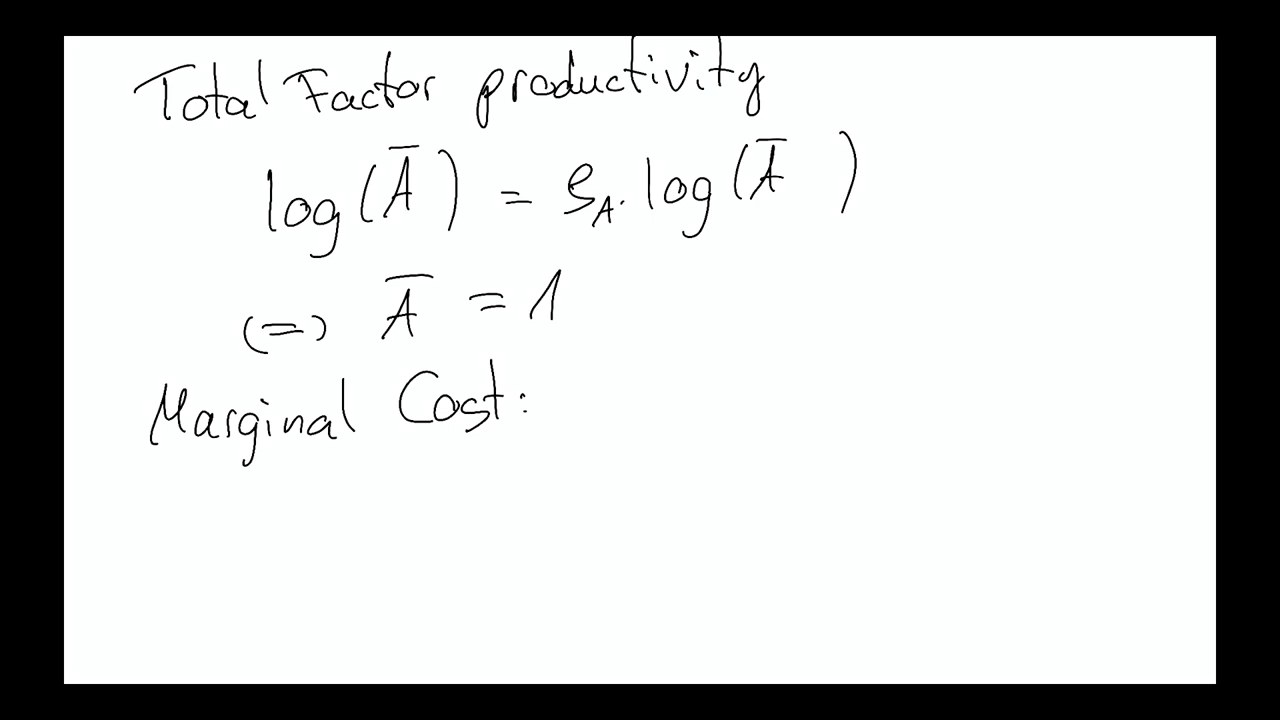 Total Factor productivity
log(Ā) = ρ_A · log(Ā )
(=) Ā = 1
Marginal Cost: